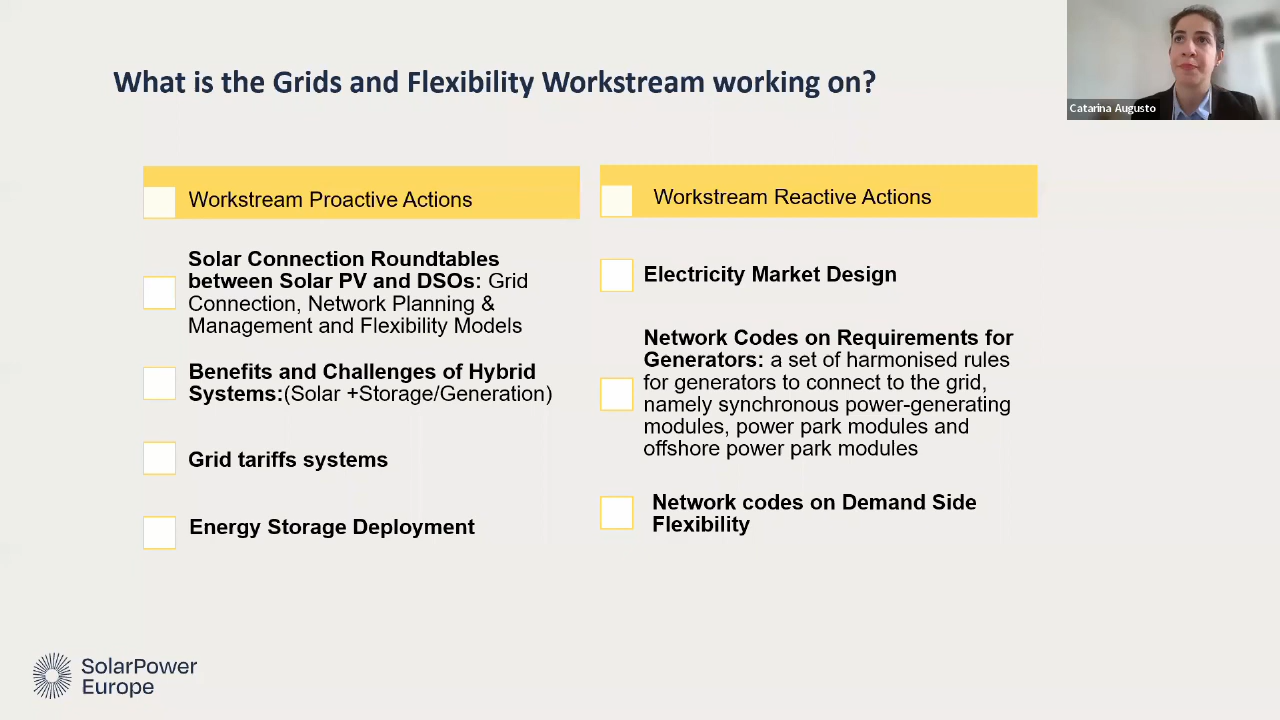 What is the Grids and Flexibility Workstream working on?
Catarina Augusto
Workstream Proactive Actions
Solar Connection Roundtables
between Solar PV and DSOs: Grid
Connection, Network Planning &
Management and Flexibility Models
Benefits and Challenges of Hybrid
Systems:(Solar +Storage/Generation)
Grid tariffs systems
Energy Storage Deployment
Workstream Reactive Actions
Electricity Market Design
Network Codes on Requirements for
Generators: a set of harmonised rules
for generators to connect to the grid,
namely synchronous power-generating
modules, power park modules and
offshore power park modules
Network codes on Demand Side
Flexibility
SolarPower
Europe